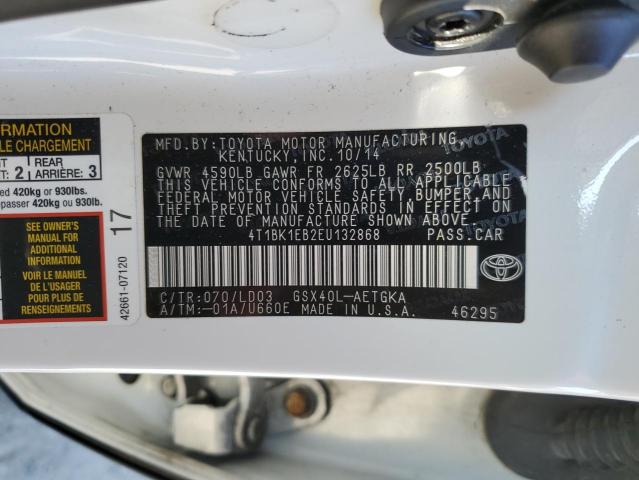 ORMATION
LE CHARGEMENT
NT 2 REAR ARRIÈRE: 3
eed 420kg or 930lbs.
epasser 420kg ou 930lb.
SEE OWNER'S
MANUAL FOR
ADDITIONAL
INFORMATION
VOIR LE MANUEL
DE L'USAGER
POUR PLUS DE
RENSEIGNEMENTS
17
42661-07120
MFD.BY: TOYOTA MOTOR MANUFACTURING,
KENTUCKY, INC. 10/14
GVWR 4590LB GAWR FR 2625LB RR 2500LB
THIS VEHICLE CONFORMS TO ALL APPLICABLE
FEDERAL MOTOR VEHICLE SAFETY, BUMPER, AND
THEFT PREVENTION STANDARDS IN EFFECT ON
THE DATE OF MANUFACTURE SHOWN ABOVE.
4T1BK1EB2EU132868 PASS.CAR
C/TR:070/LD03 GSX40L-AETGKA
A/TM:-01A/U660E MADE IN U.S.A. 46295
TOYOTA